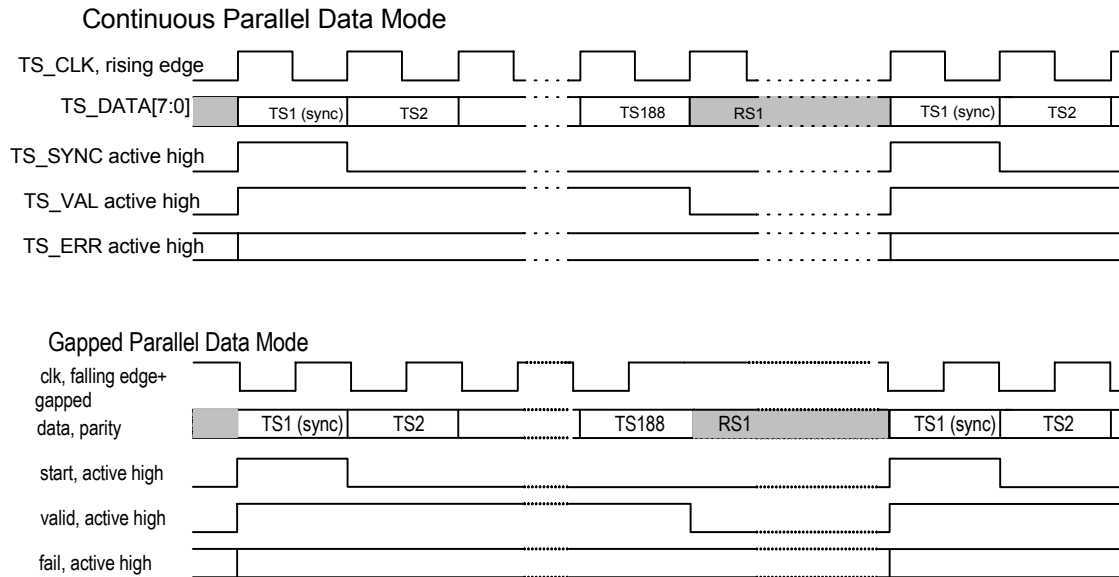 Continuous Parallel Data Mode
TS_CLK, rising edge
TS_DATA[7:0] TS1 (sync) TS2 TS188 RS1 TS1 (sync) TS2
TS_SYNC active high
TS_VAL active high
TS_ERR active high
Gapped Parallel Data Mode
clk, falling edge+
gapped
data, parity TS1 (sync) TS2 TS188 RS1 TS1 (sync) TS2
start, active high
valid, active high
fail, active high